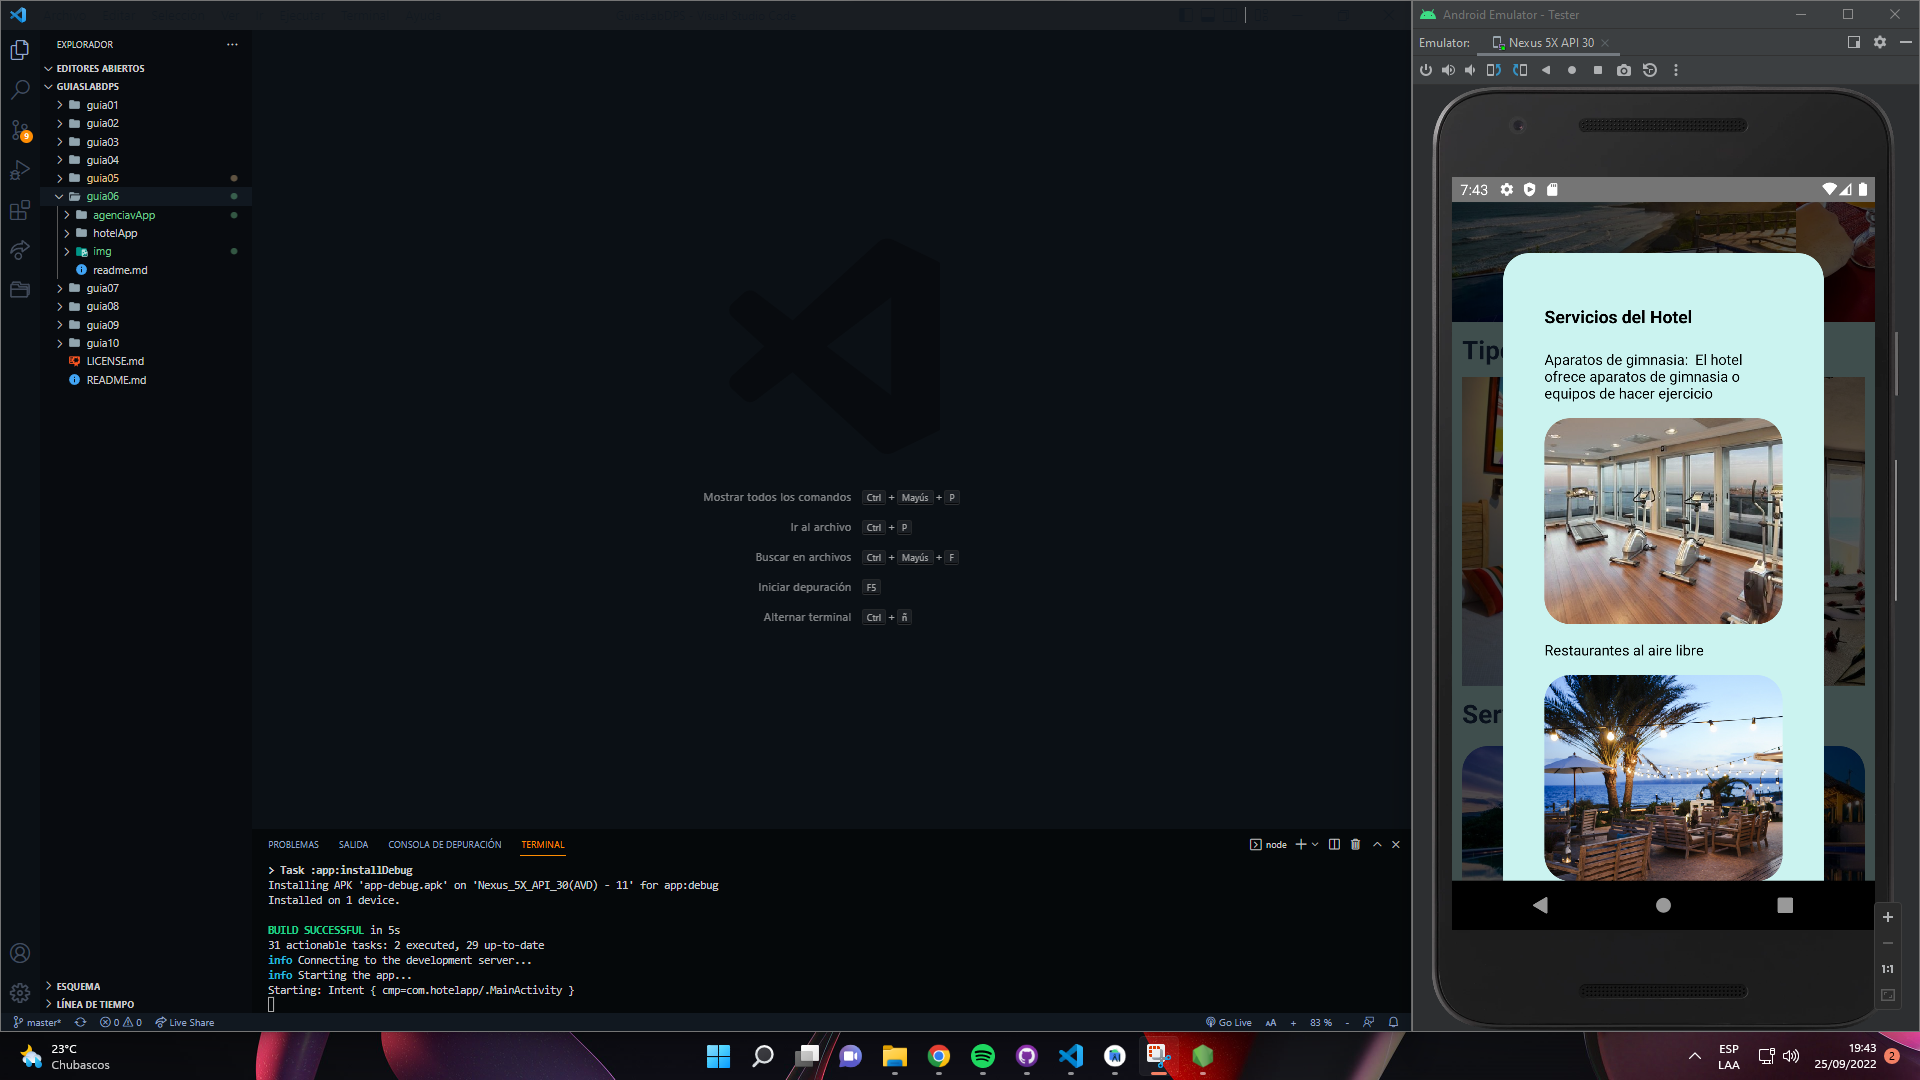 EXPLORADOR
EDITORES ABIERTOS
GUIASLABDPS
guia01
guia02
guia03
guia04
guia05
guia06
agenciavApp
hotelApp
img
readme.md
guia07
guia08
guia09
guia10
LICENSE.md
README.md
ESQUEMA
LÍNEA DE TIEMPO
9
Mostrar todos los comandos Ctrl + Mayús + P
Ir al archivo Ctrl + P
Buscar en archivos Ctrl + Mayús + F
Iniciar depuración F5
Alternar terminal Ctrl + ñ
PROBLEMAS SALIDA CONSOLA DE DEPURACIÓN TERMINAL
node
> Task :app:installDebug
Installing APK 'app-debug.apk' on 'Nexus_5X_API_30(AVD) - 11' for app:debug
Installed on 1 device.
BUILD SUCCESSFUL in 5s
31 actionable tasks: 2 executed, 29 up-to-date
info Connecting to the development server...
info Starting the app...
Starting: Intent { cmp=com.hotelapp/.MainActivity }
master* 0 0 Live Share
Go Live AA + 83 % -
Android Emulator - Tester
Emulator: Nexus 5X API 30
7:43
Tip
Servicios del Hotel
Aparatos de gimnasia: El hotel
ofrece aparatos de gimnasia o
equipos de hacer ejercicio
Restaurantes al aire libre
Ser
1:1
23°C
Chubascos
ESP
LAA
19:43
25/09/2022
2